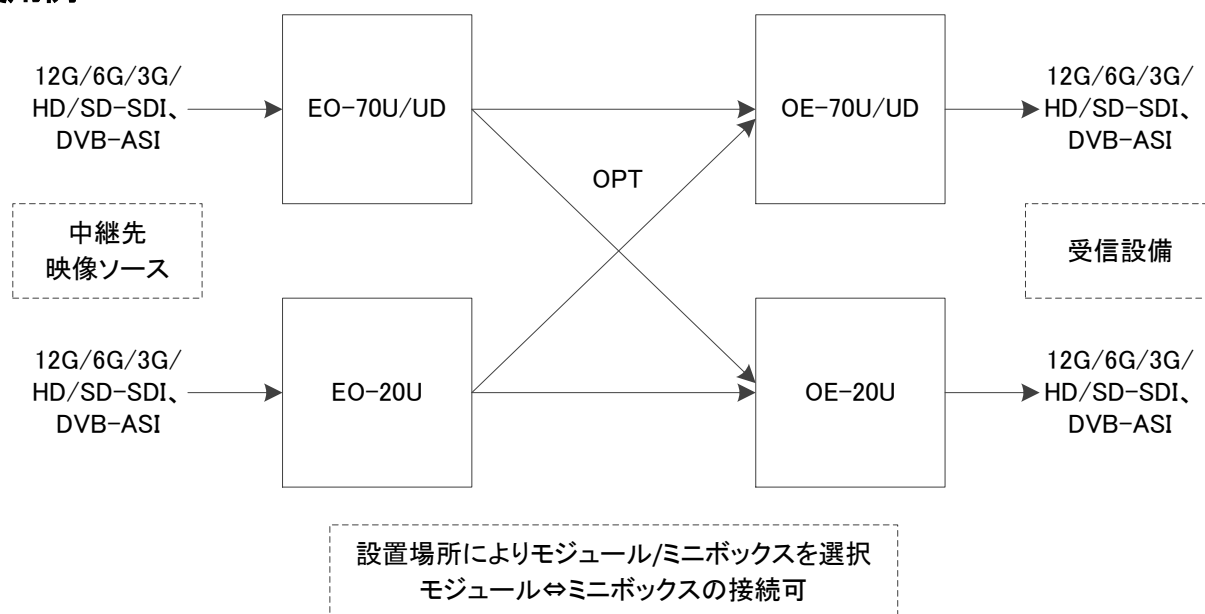 12G/6G/3G/
HD/SD-SDI、
DVB-ASI
EO-70U/UD
OE-70U/UD
12G/6G/3G/
HD/SD-SDI、
DVB-ASI
OPT
中継先
映像ソース
受信設備
12G/6G/3G/
HD/SD-SDI、
DVB-ASI
EO-20U
OE-20U
12G/6G/3G/
HD/SD-SDI、
DVB-ASI
設置場所によりモジュール/ミニボックスを選択
モジュール⇔ミニボックスの接続可